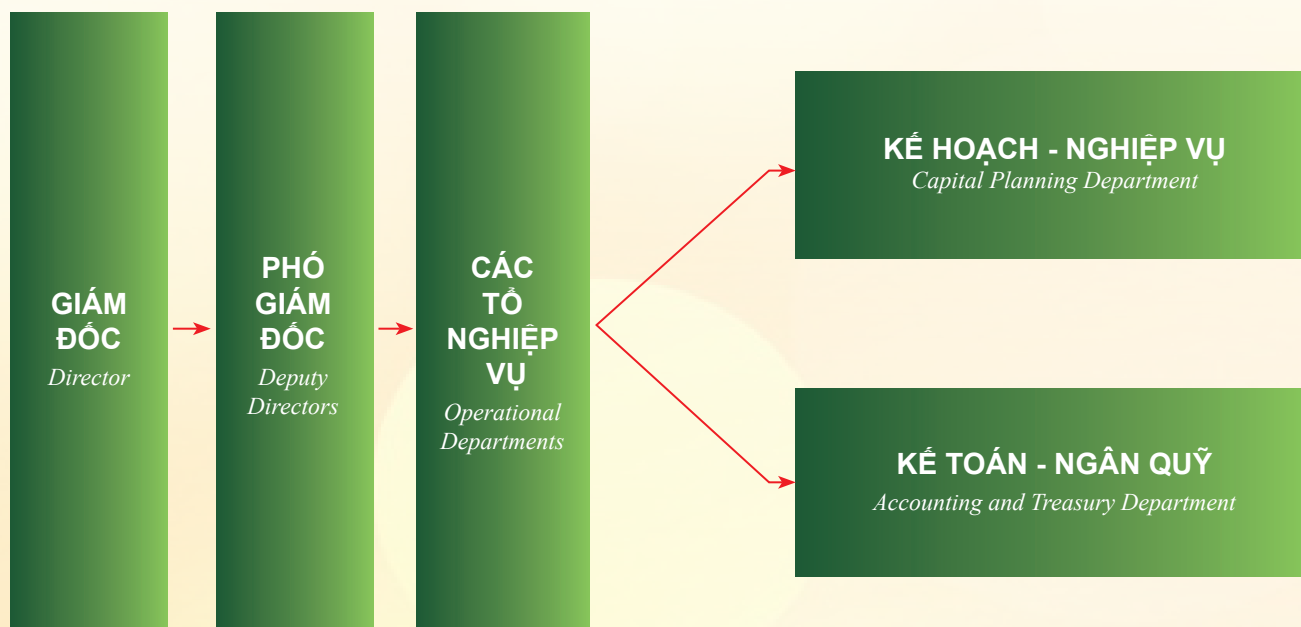 GIÁM
ĐỐC
Director
PHÓ
GIÁM
ĐỐC
Deputy
Directors
CÁC
TỔ
NGHIỆP
VỤ
Operational
Departments
KẾ HOẠCH - NGHIỆP VỤ
Capital Planning Department
KẾ TOÁN - NGÂN QUỸ
Accounting and Treasury Department